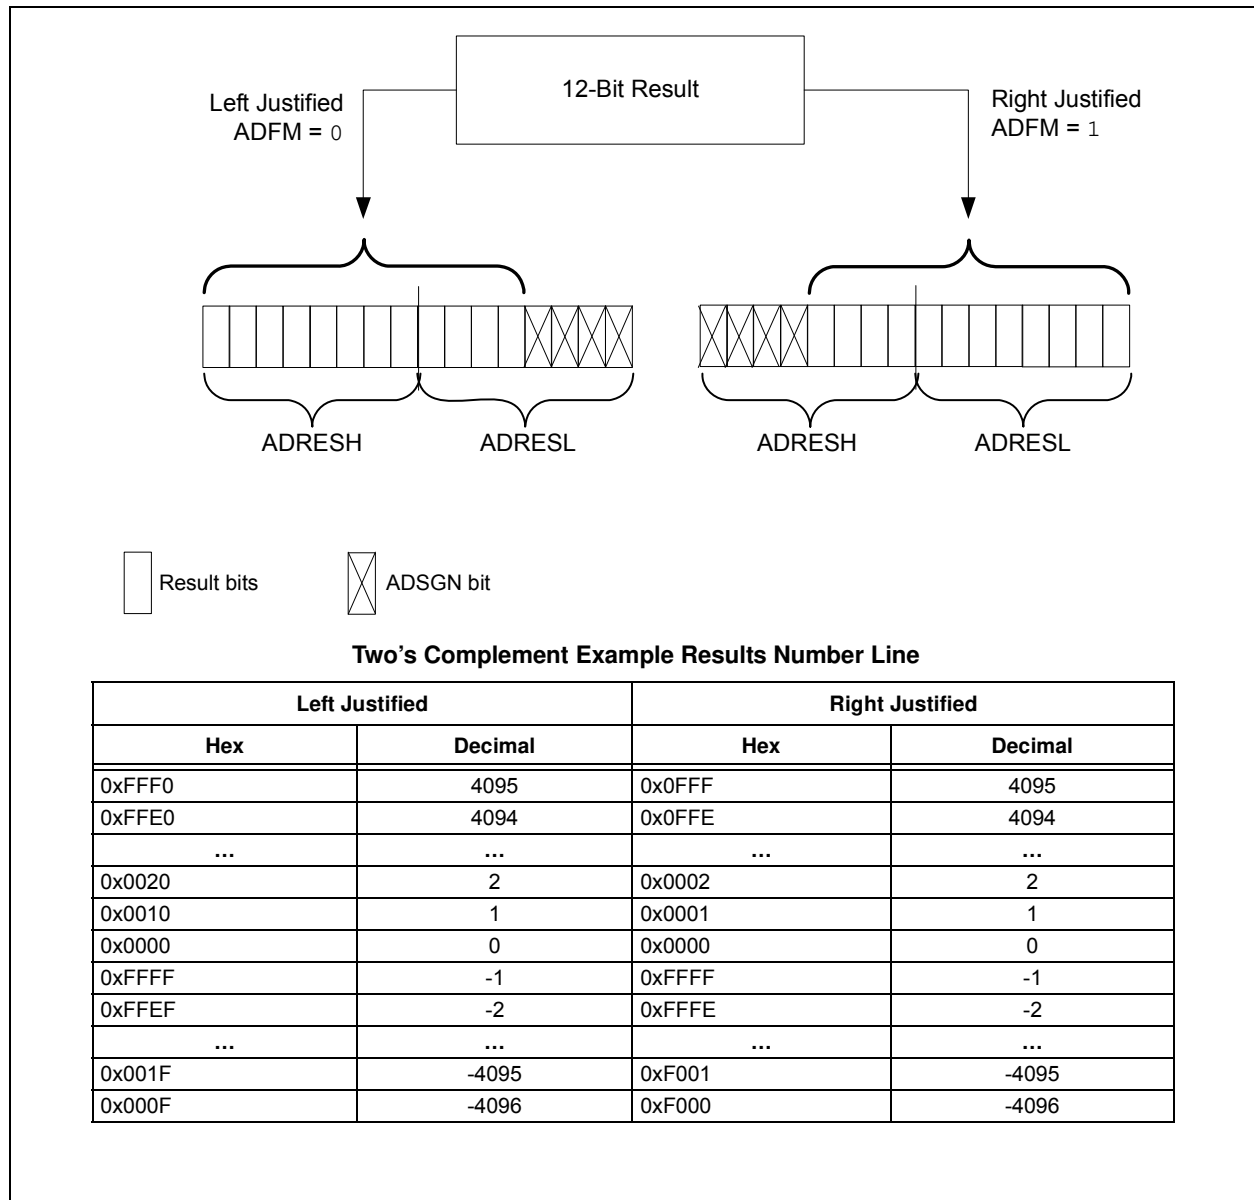 12-Bit Result
Left Justified
ADFM = 0
Right Justified
ADFM = 1
ADRESH ADRESL ADRESH ADRESL
Result bits ADSGN bit
Two's Complement Example Results Number Line
Left Justified Right Justified
Hex Decimal Hex Decimal
0xFFF0 4095 0x0FFF 4095
0xFFE0 4094 0x0FFE 4094
... ... ... ...
0x0020 2 0x0002 2
0x0010 1 0x0001 1
0x0000 0 0x0000 0
0xFFFF -1 0xFFFF -1
0xFFEF -2 0xFFFE -2
... ... ... ...
0x001F -4095 0xF001 -4095
0x000F -4096 0xF000 -4096